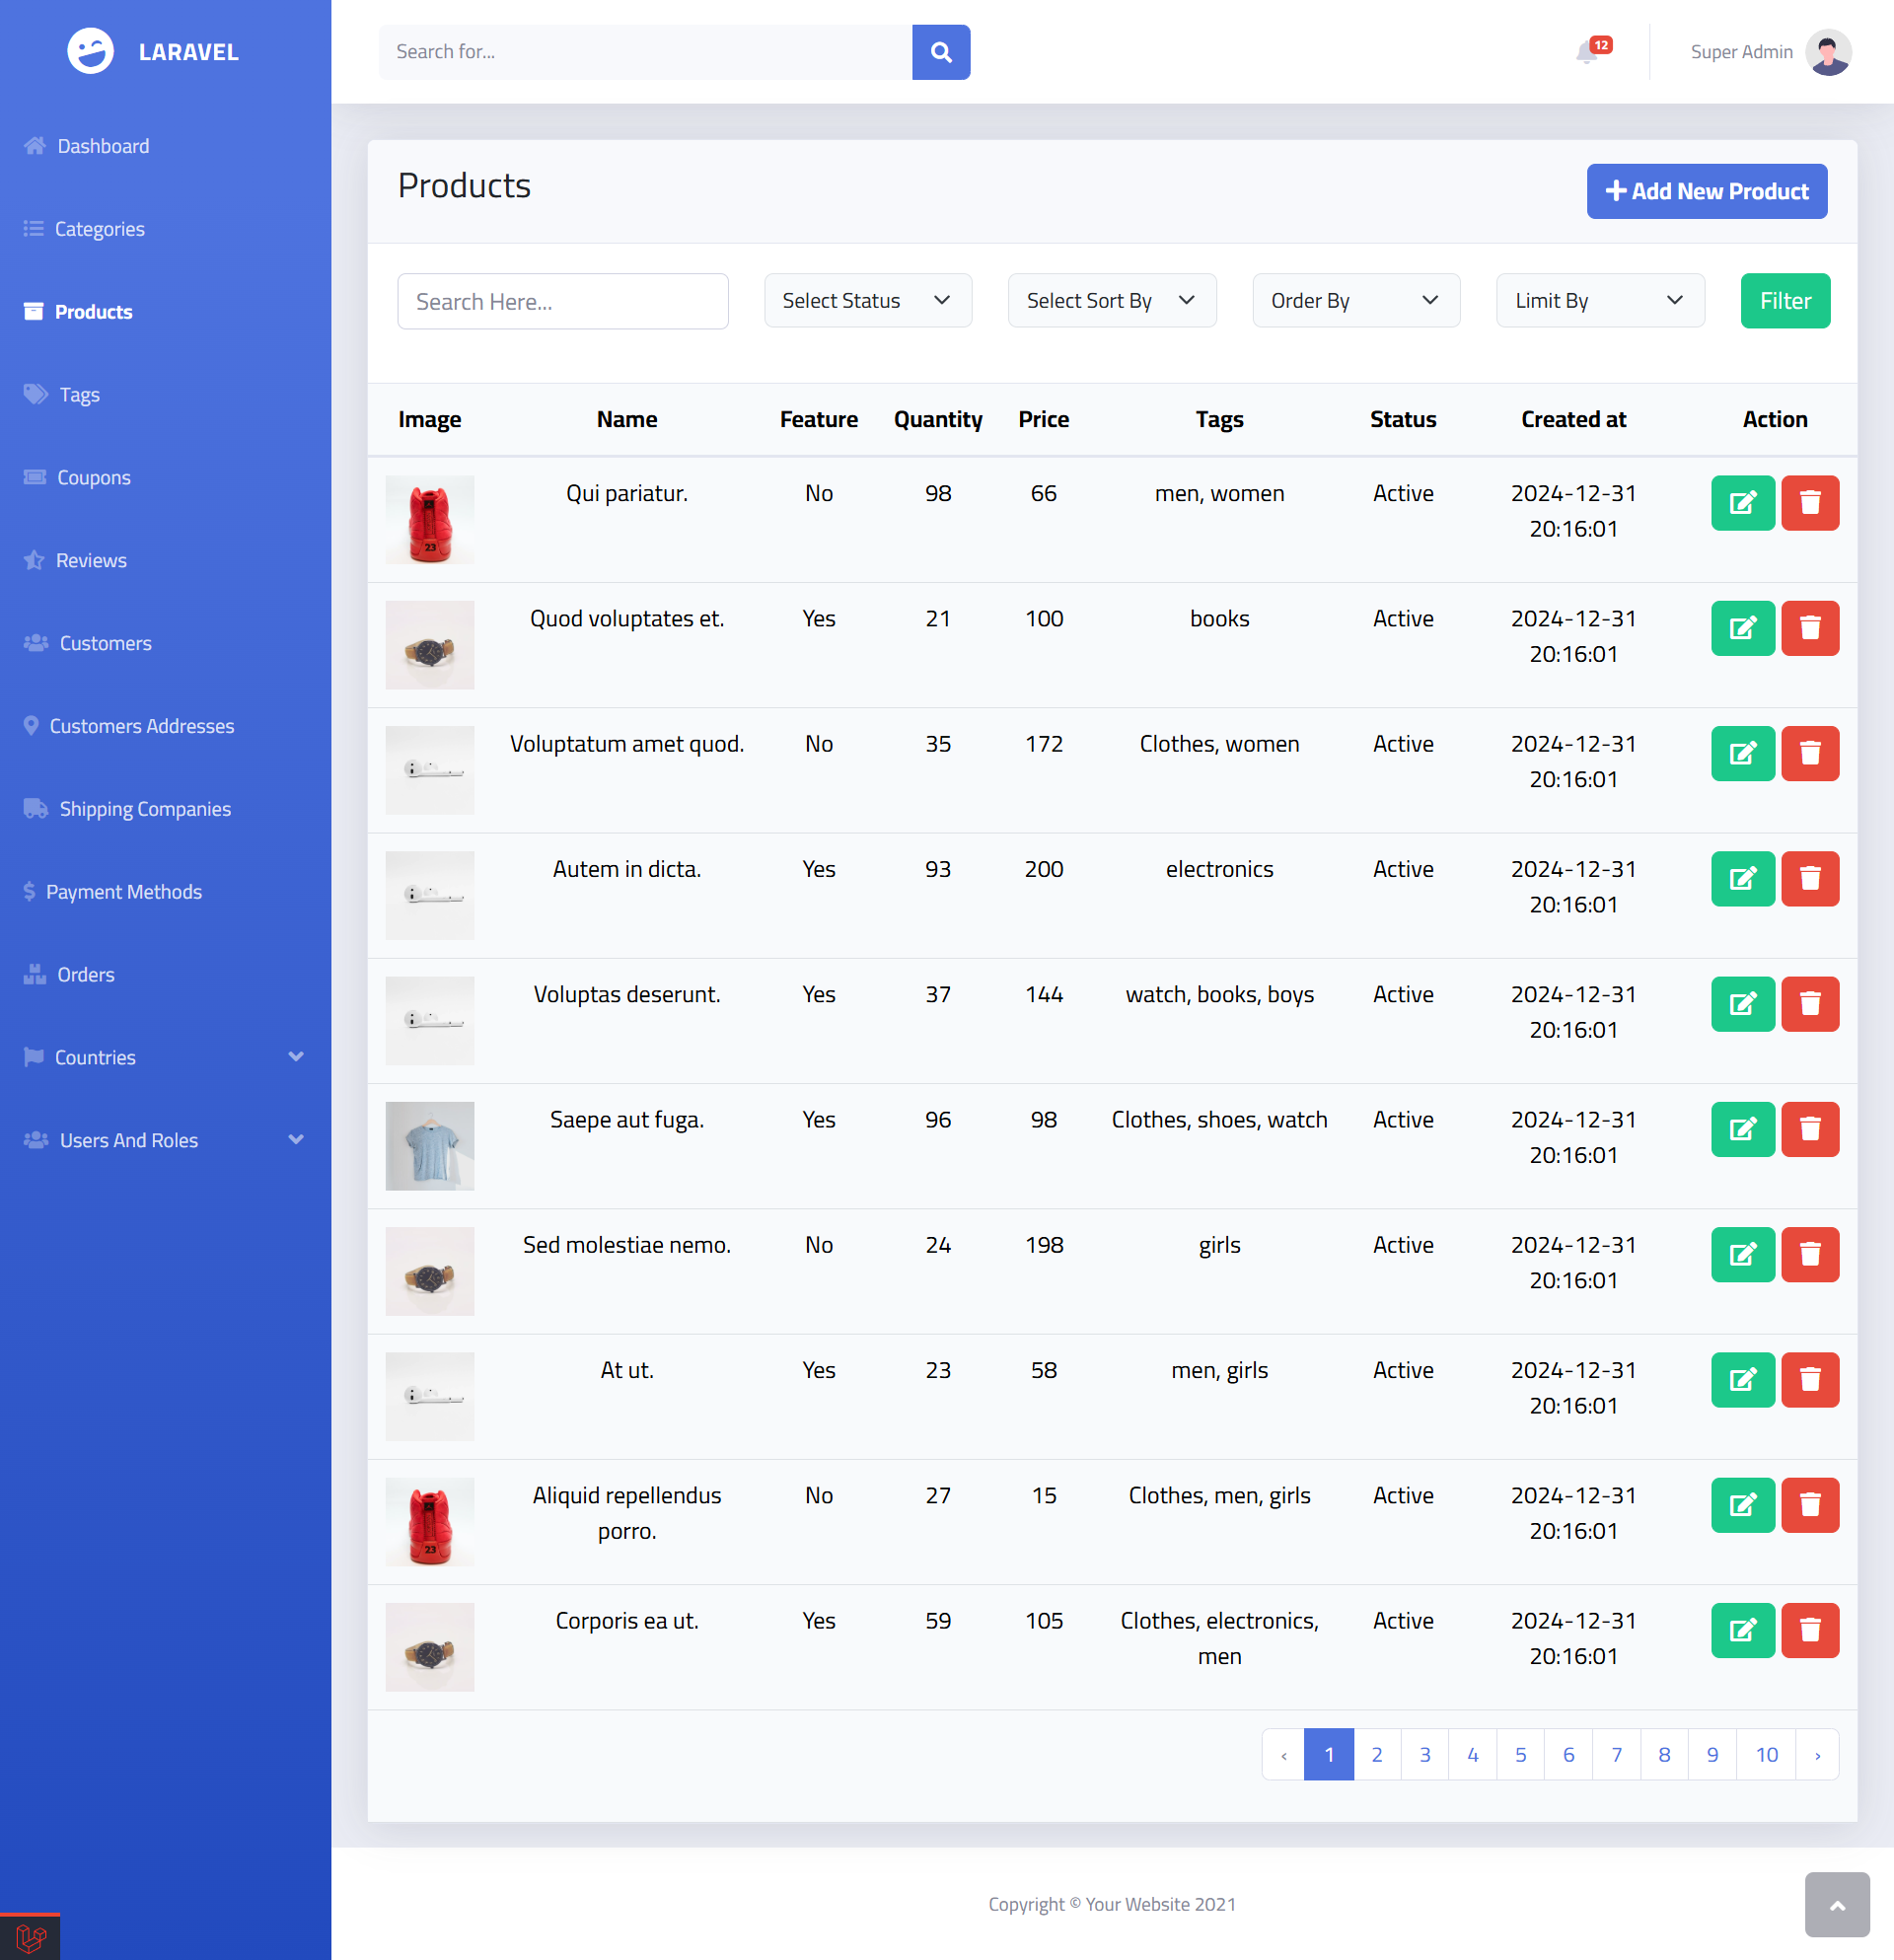 LARAVEL
Search for...
12
Super Admin
Dashboard
Categories
Products
Tags
Coupons
Reviews
Customers
Customers Addresses
Shipping Companies
Payment Methods
Orders
Countries
Users And Roles
Products
Add New Product
Search Here...
Select Status
Select Sort By
Order By
Limit By
Filter
Image Name Feature Quantity Price Tags Status Created at Action
23
Qui pariatur. No 98 66 men, women Active 2024-12-31
20:16:01
Quod voluptates et. Yes 21 100 books Active 2024-12-31
20:16:01
Voluptatum amet quod. No 35 172 Clothes, women Active 2024-12-31
20:16:01
Autem in dicta. Yes 93 200 electronics Active 2024-12-31
20:16:01
Voluptas deserunt. Yes 37 144 watch, books, boys Active 2024-12-31
20:16:01
Saepe aut fuga. Yes 96 98 Clothes, shoes, watch Active 2024-12-31
20:16:01
Sed molestiae nemo. No 24 198 girls Active 2024-12-31
20:16:01
At ut. Yes 23 58 men, girls Active 2024-12-31
20:16:01
Aliquid repellendus No 27 15 Clothes, men, girls Active 2024-12-31
porro. 20:16:01
23
Corporis ea ut. Yes 59 105 Clothes, electronics, Active 2024-12-31
men 20:16:01
‹ 1 2 3 4 5 6 7 8 9 10 ›
Copyright © Your Website 2021